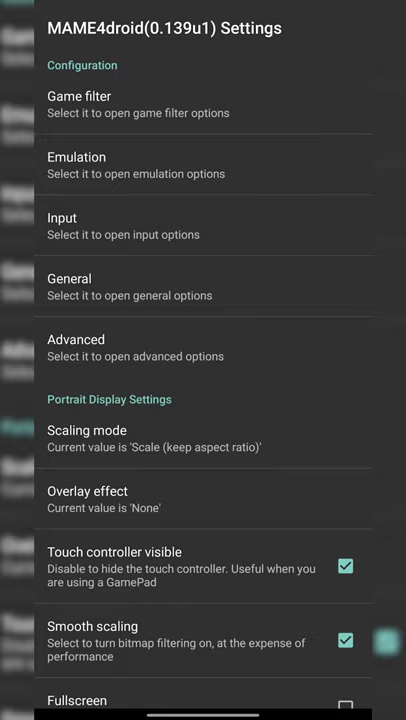 MAME4droid(0.139u1) Settings
Configuration
Game filter
Select it to open game filter options
Emulation
Select it to open emulation options
Input
Select it to open input options
General
Select it to open general options
Advanced
Select it to open advanced options
Portrait Display Settings
Scaling mode
Current value is 'Scale (keep aspect ratio)'
Overlay effect
Current value is 'None'
Touch controller visible
Disable to hide the touch controller. Useful when you
are using a GamePad
Smooth scaling
Select to turn bitmap filtering on, at the expense of
performance
Fullscreen